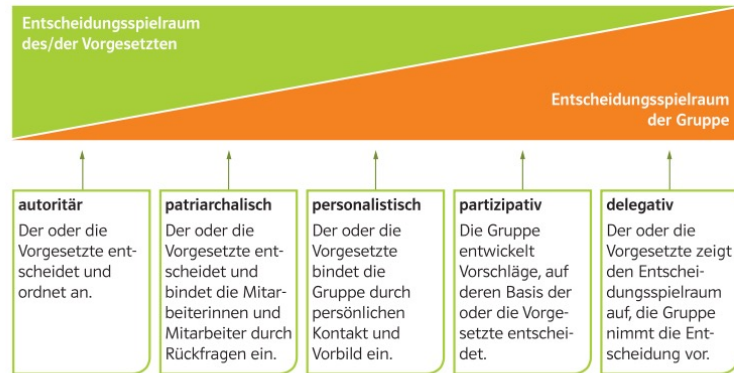 Entscheidungsspielraum
des/der Vorgesetzten
Entscheidungsspielraum
der Gruppe
autoritär
Der oder die
Vorgesetzte ent-
scheidet und
ordnet an.
patriarchalisch
Der oder die
Vorgesetzte ent-
scheidet und
bindet die Mitar-
beiterinnen und
Mitarbeiter durch
Rückfragen ein.
personalistisch
Der oder die
Vorgesetzte
bindet die
Gruppe durch
persönlichen
Kontakt und
Vorbild ein.
partizipativ
Die Gruppe
entwickelt
Vorschläge, auf
deren Basis der
oder die Vorge-
setzte entschei-
det.
delegativ
Der oder die
Vorgesetzte zeigt
den Entschei-
dungsspielraum
auf, die Gruppe
nimmt die Ent-
scheidung vor.